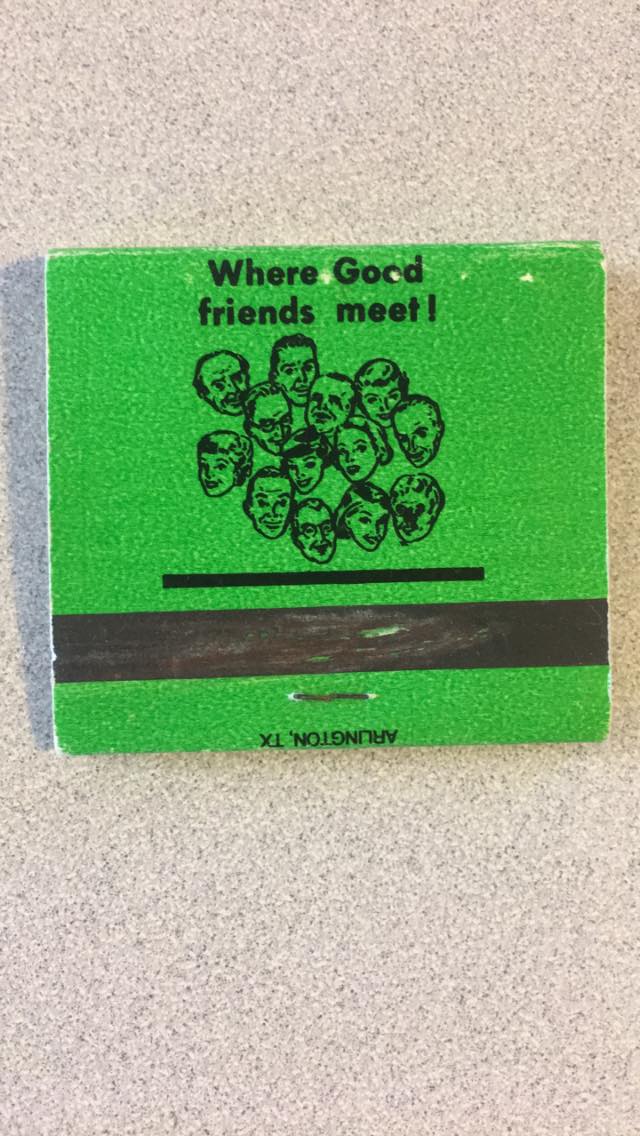 Where Good
friends meet!
ARLINGTON, TX